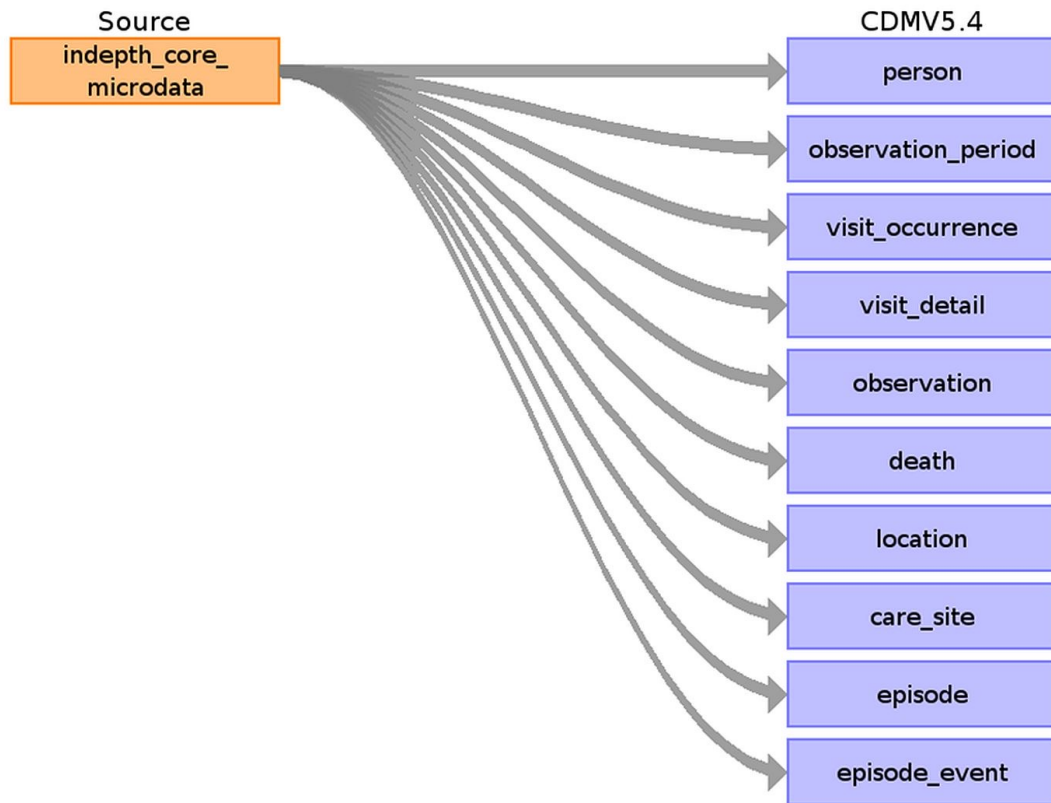 Source
CDMV5.4
indepth_core_
microdata
person
observation_period
visit_occurrence
visit_detail
observation
death
location
care_site
episode
episode_event